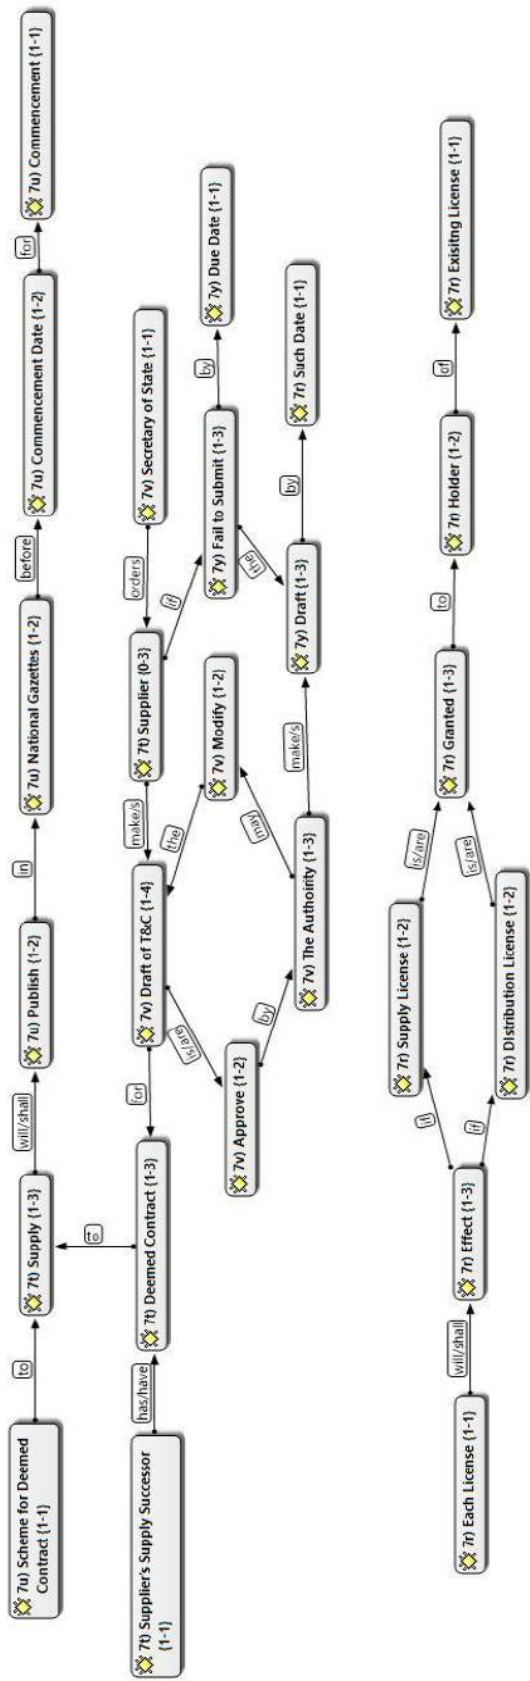 7u) Scheme for Deemed
Contract {1-1}
to
7t) Supply {1-3}
will/shall
7u) Publish {1-2}
in
7u) National Gazettes {1-2}
before
7u) Commencement Date {1-2}
for
7u) Commencement {1-1}
to
7t) Supplier's Supply Successor
{1-1}
has/have
7t) Deemed Contract {1-3}
for
7v) Draft of T&C {1-4}
make/s
7t) Supplier {0-3}
orders
7v) Secretary of State {1-1}
is/are
7v) Approve {1-2}
by
7v) The Authoirity {1-3}
may
7v) Modify {1-2}
the
if
7y) Fail to Submit {1-3}
by
7y) Due Date {1-1}
the
make/s
7y) Draft {1-3}
by
7r) Such Date {1-1}
7r) Each License {1-1}
will/shall
7r) Effect {1-3}
if
7r) Supply License {1-2}
is/are
if
7r) Distribution License {1-2}
is/are
7r) Granted {1-3}
to
7r) Holder {1-2}
of
7r) Exisitng License {1-1}